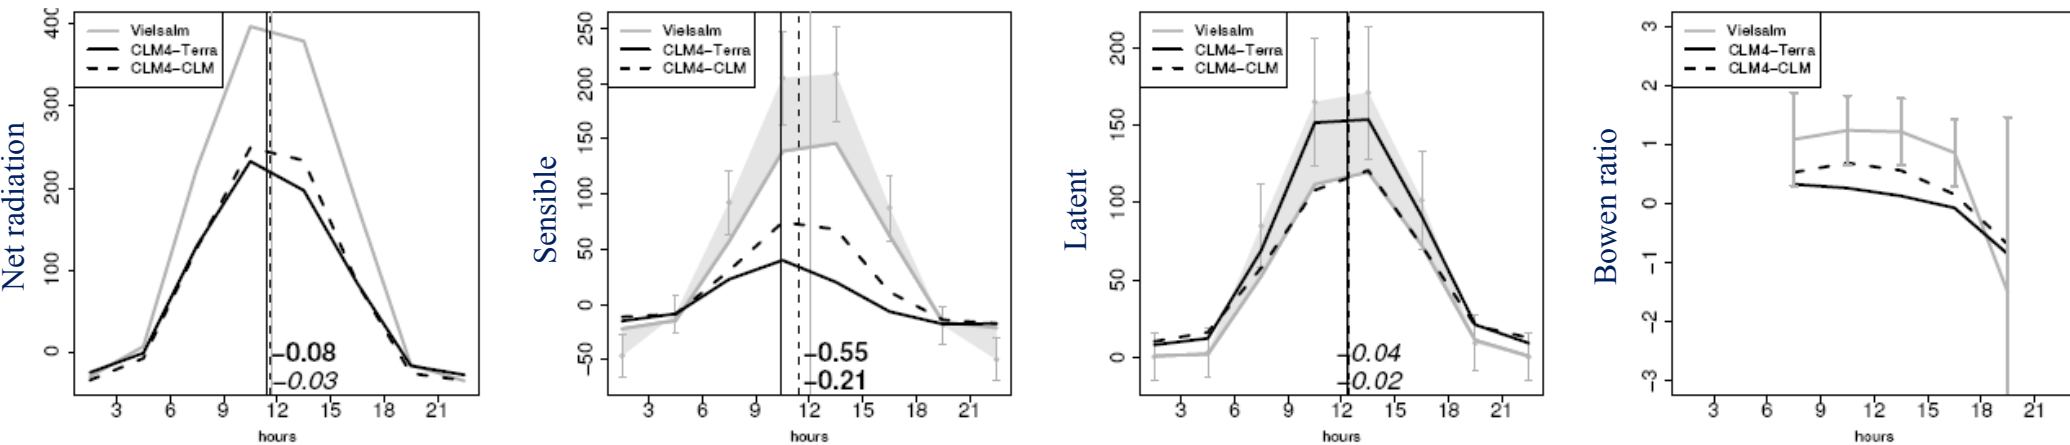 Net radiation
400
300
200
100
0
Vielsalm
CLM4-Terra
CLM4-CLM
-0.08
-0.03
3 6 9 12 15 18 21
hours
Sensible
250
200
150
100
50
0
-50
Vielsalm
CLM4-Terra
CLM4-CLM
-0.55
-0.21
3 6 9 12 15 18 21
hours
Latent
200
150
100
50
0
Vielsalm
CLM4-Terra
CLM4-CLM
-0.04
-0.02
3 6 9 12 15 18 21
hours
Bowen ratio
3
2
1
0
-1
-2
-3
Vielsalm
CLM4-Terra
CLM4-CLM
3 6 9 12 15 18 21
hours